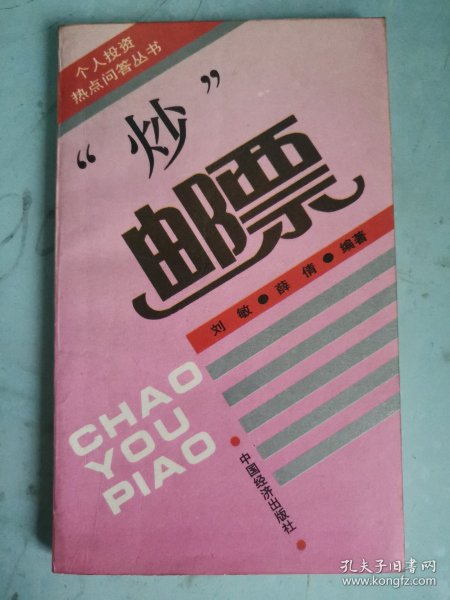 个人投资
热点问答丛书
“炒”
邮票
刘敏●薛倩●编著
CHAO
YOU
PIAO
●中国经济出版社●
孔夫子旧书网
www.kongfz.com